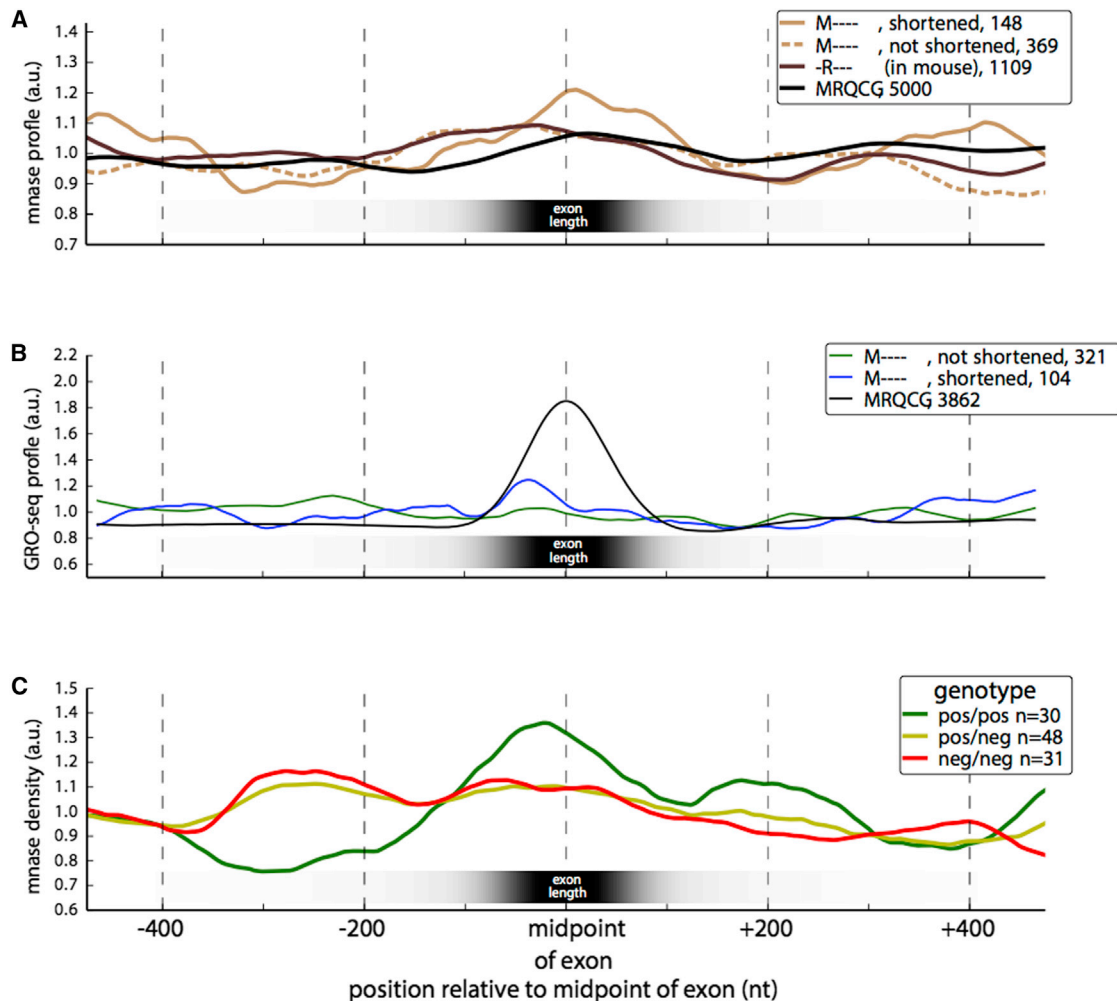 A
mnase profle (a.u.)
1.4
1.3
1.2
1.1
1.0
0.9
0.8
0.7
M---- , shortened, 148
M---- , not shortened, 369
-R--- (in mouse), 1109
MRQCG, 5000
exon
length
B
GRO-seq profle (a.u.)
2.2
2.0
1.8
1.6
1.4
1.2
1.0
0.8
0.6
M---- , not shortened, 321
M---- , shortened, 104
MRQCG, 3862
exon
length
C
mnase density (a.u.)
1.5
1.4
1.3
1.2
1.1
1.0
0.9
0.8
0.7
0.6
genotype
pos/pos n=30
pos/neg n=48
neg/neg n=31
exon
length
-400 -200 midpoint +200 +400
of exon
position relative to midpoint of exon (nt)